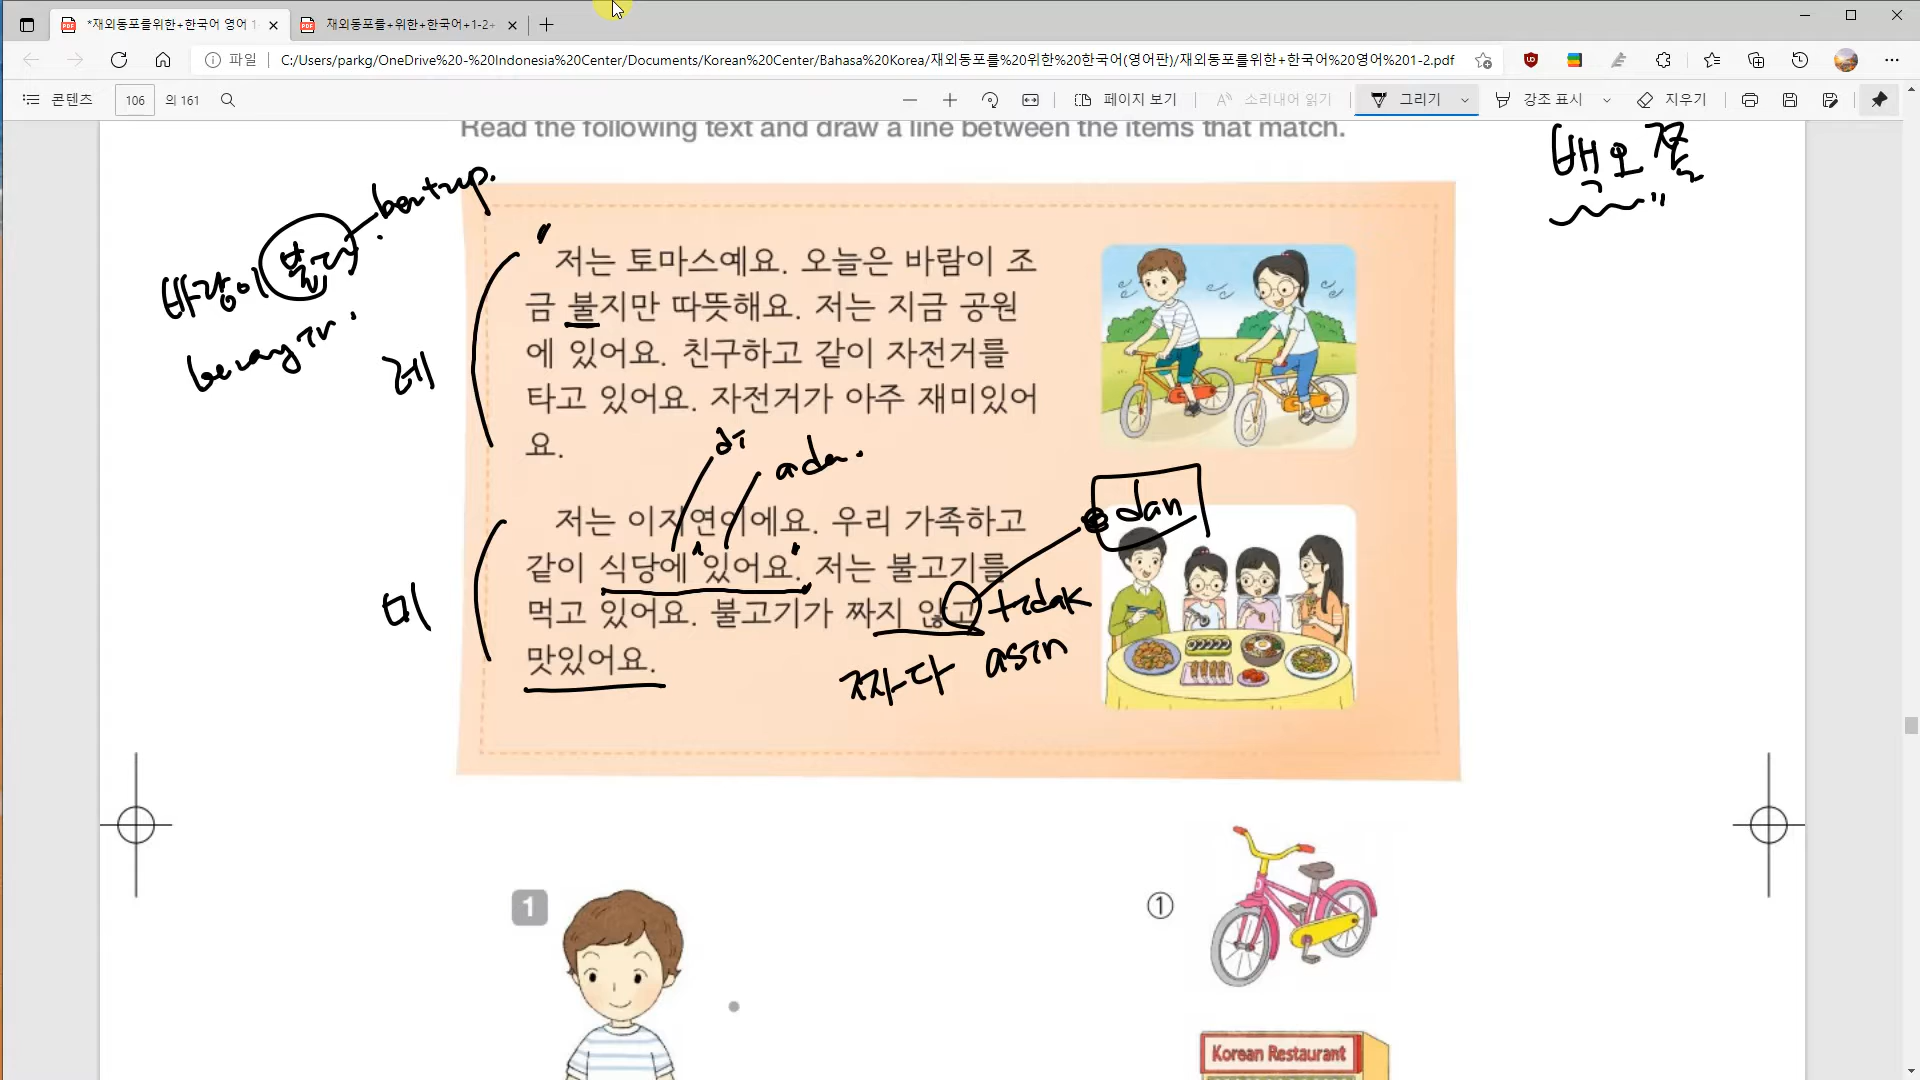 *재외동포를위한+한국어 영어 1
재외동포를+위한+한국어+1-2+
파일
C:/Users/parkg/OneDrive%20-%20Indonesia%20Center/Documents/Korean%20Center/Bahasa%20Korea/재외동포를%20위한%20한국어(영어판)/재외동포를위한+한국어%20영어%201-2.pdf
콘텐츠
106
의 161
페이지 보기
소리내어 읽기
그리기
강조 표시
지우기
Read the following text and draw a line between the items that match.
저는 토마스예요. 오늘은 바람이 조
금 불지만 따뜻해요. 저는 지금 공원
에 있어요. 친구하고 같이 자전거를
타고 있어요. 자전거가 아주 재미있어
요.
레
di
ada.
dan
저는 이지연이에요. 우리 가족하고
같이 식당에 있어요. 저는 불고기를
먹고 있어요. 불고기가 짜지 않고
맛있어요.
미
tidak
asin
짜다
1
①
Korean Restaurant